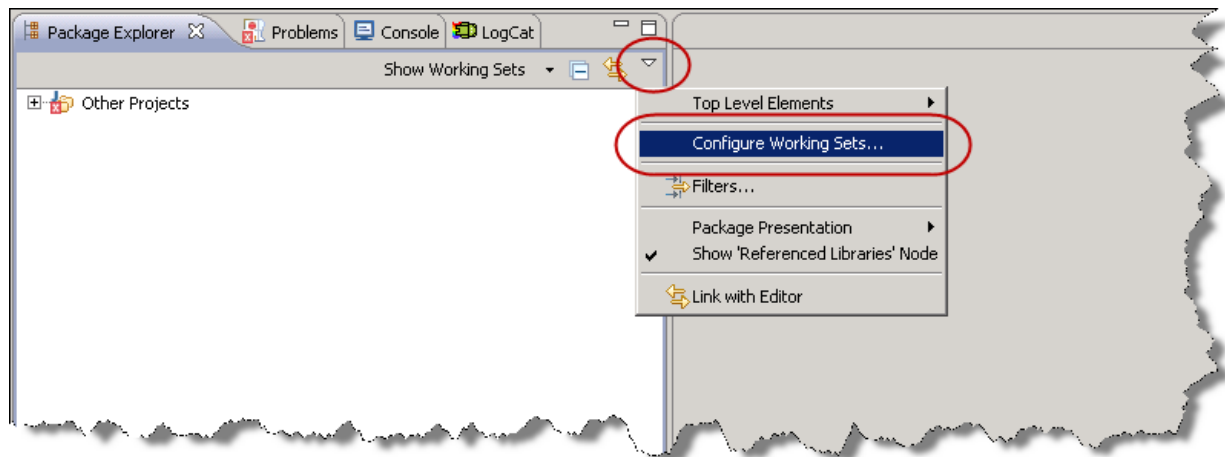 Package Explorer Problems Console LogCat
Show Working Sets
Other Projects
Top Level Elements
Configure Working Sets...
Filters...
Package Presentation
Show 'Referenced Libraries' Node
Link with Editor